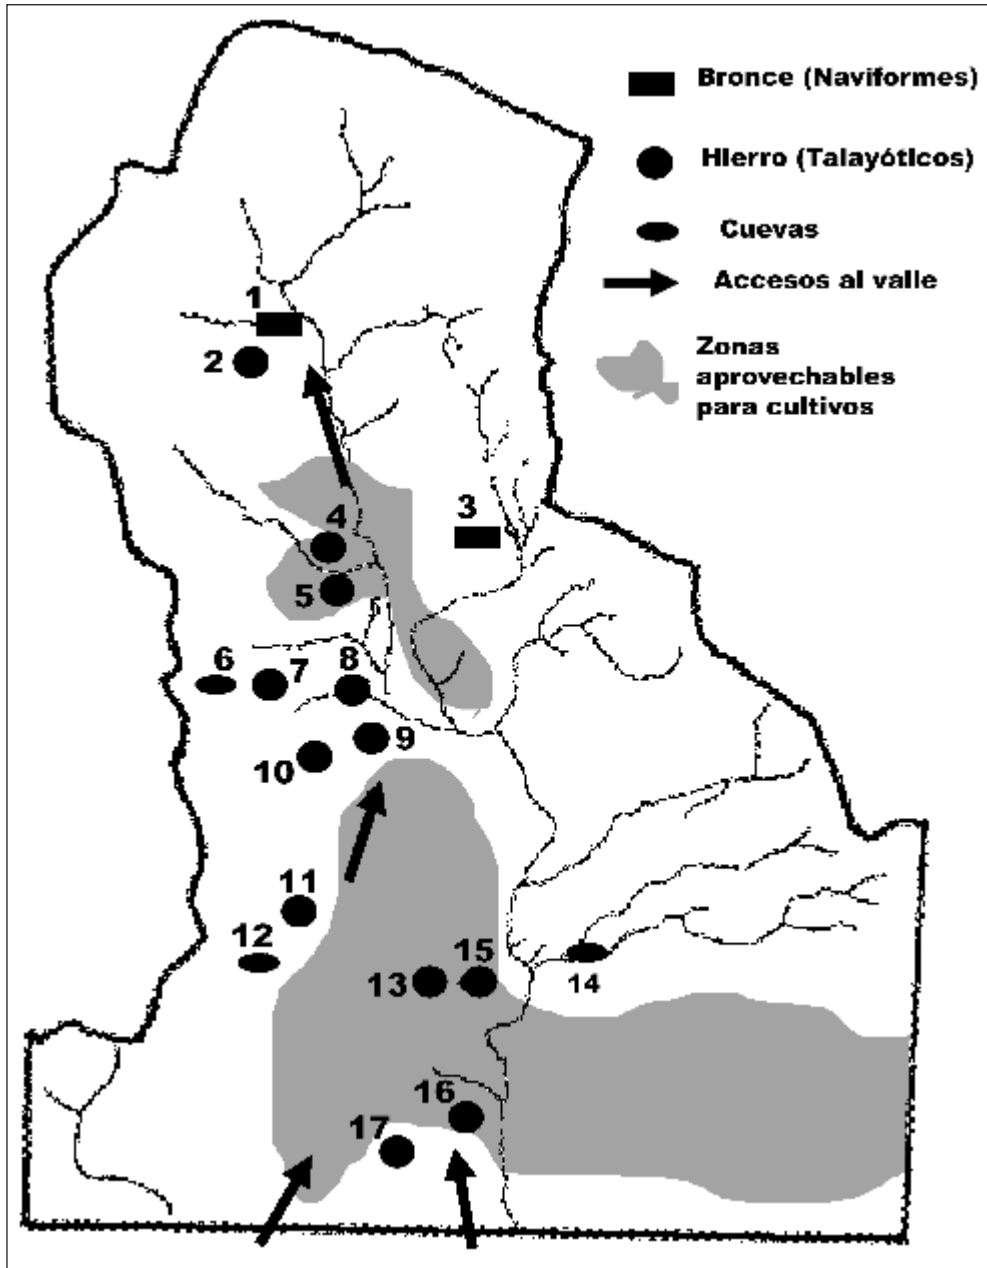 Bronce (Naviformes)
Hierro (Talayóticos)
Cuevas
Accesos al valle
Zonas
aprovechables
para cultivos
1
2
3
4
5
6
7
8
9
10
11
12
13
15
14
16
17